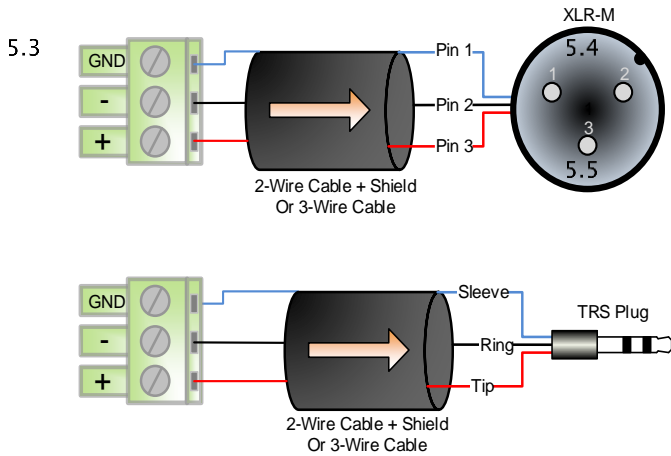 XLR-M
5.3
GND
-
+
Pin 1
Pin 2
Pin 3
5.4
1
2
3
5.5
2-Wire Cable + Shield
Or 3-Wire Cable
GND
-
+
Sleeve
Ring
Tip
TRS Plug
2-Wire Cable + Shield
Or 3-Wire Cable